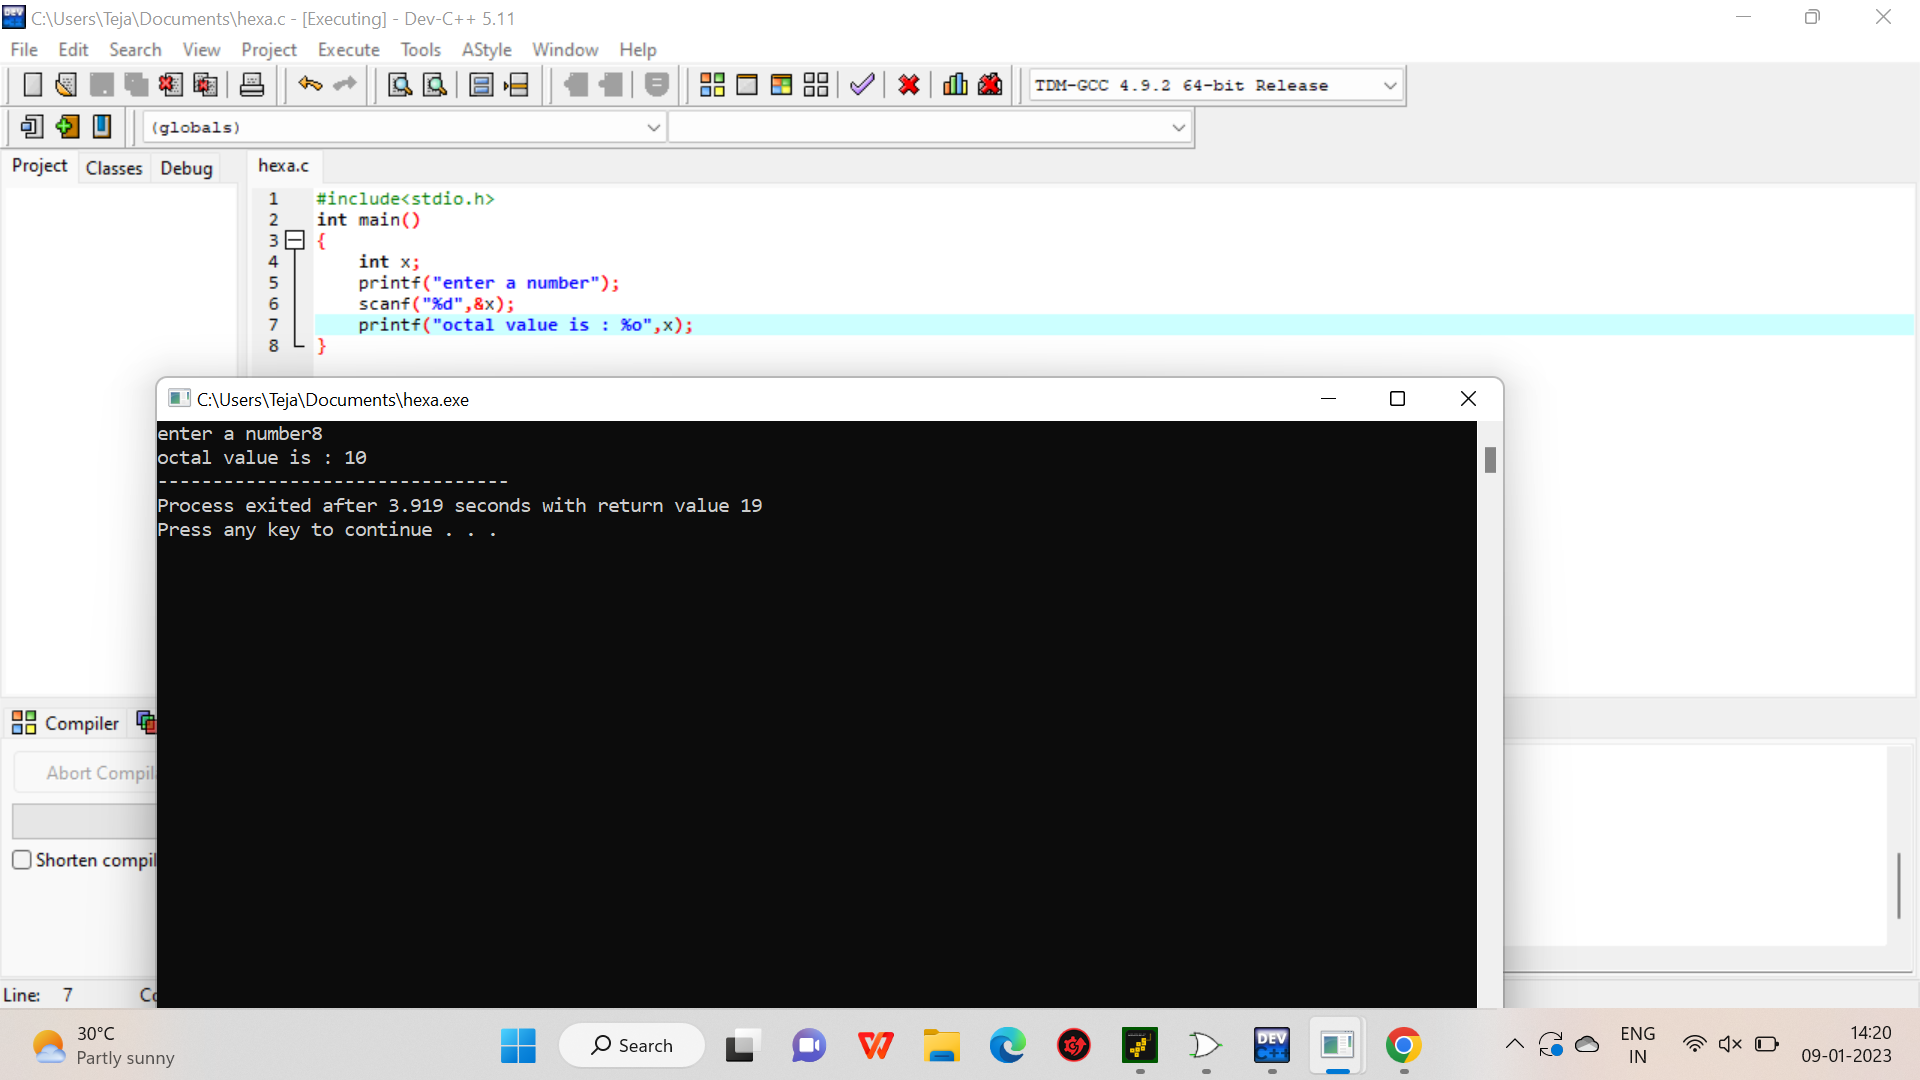 C:\Users\Teja\Documents\hexa.c - [Executing] - Dev-C++ 5.11
File Edit Search View Project Execute Tools AStyle Window Help
TDM-GCC 4.9.2 64-bit Release
(globals)
Project Classes Debug hexa.c
1 #include<stdio.h>
2 int main()
3 {
4 int x;
5 printf("enter a number");
6 scanf("%d",&x);
7 printf("octal value is : %o",x);
8 }
C:\Users\Teja\Documents\hexa.exe
enter a number8
octal value is : 10
--------------------------------
Process exited after 3.919 seconds with return value 19
Press any key to continue . . .
Compiler
Abort Compil
Shorten compil
Line: 7 Co
30°C
Partly sunny
Search
DEV
C++
ENG
IN
14:20
09-01-2023